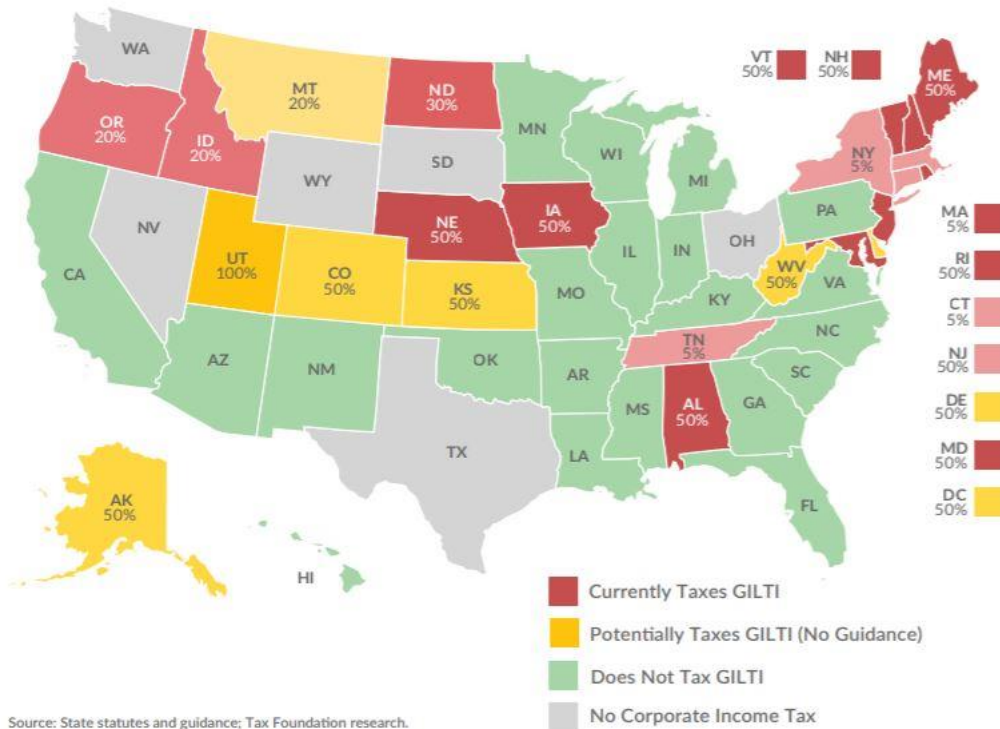 WA
VT
50%
NH
50%
ME
50%
MT
20%
ND
30%
OR
20%
ID
20%
MN
NY
5%
WI
SD
WY
MI
MA
5%
IA
50%
NE
50%
PA
NV
OH
RI
50%
IL
IN
UT
100%
CO
50%
CA
WV
50%
VA
KS
50%
MO
KY
CT
5%
NC
TN
5%
NJ
50%
AZ
NM
OK
AR
SC
DE
50%
MS
AL
50%
GA
TX
LA
MD
50%
DC
50%
AK
50%
FL
HI
Currently Taxes GILTI
Potentially Taxes GILTI (No Guidance)
Does Not Tax GILTI
No Corporate Income Tax
Source: State statutes and guidance; Tax Foundation research.